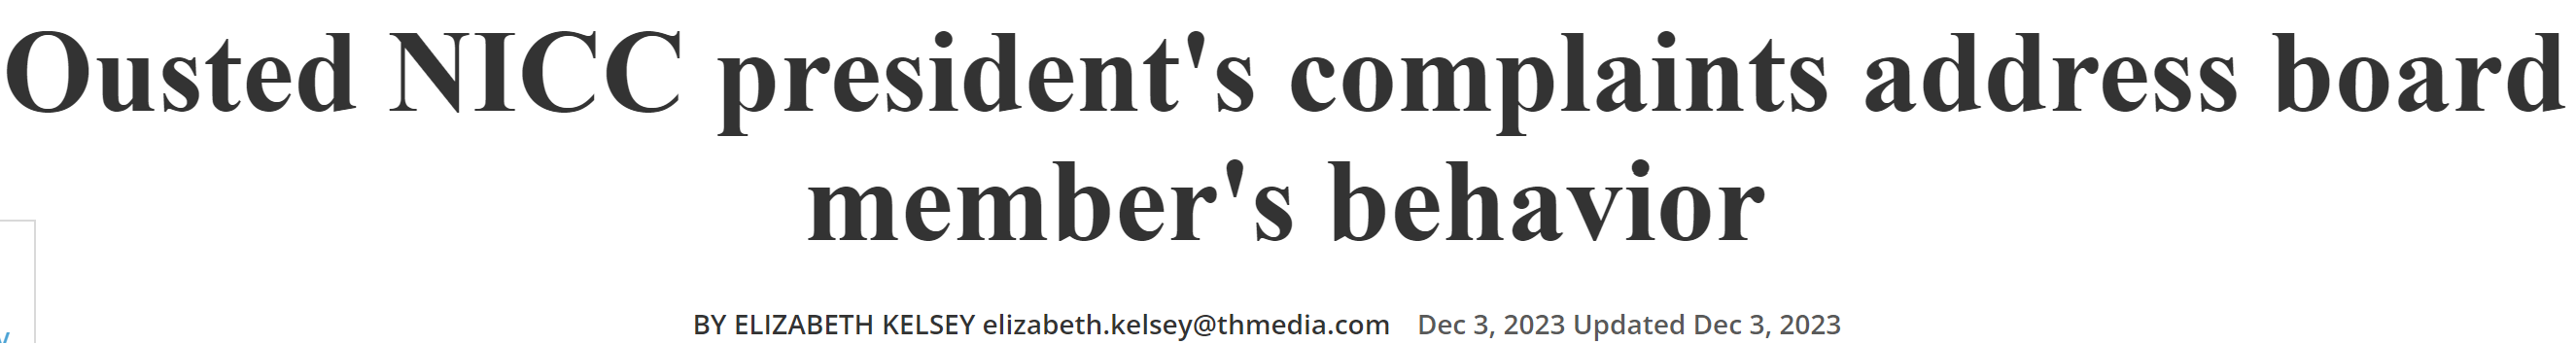 Ousted NICC president's complaints address board
member's behavior
BY ELIZABETH KELSEY elizabeth.kelsey@thmedia.com Dec 3, 2023 Updated Dec 3, 2023